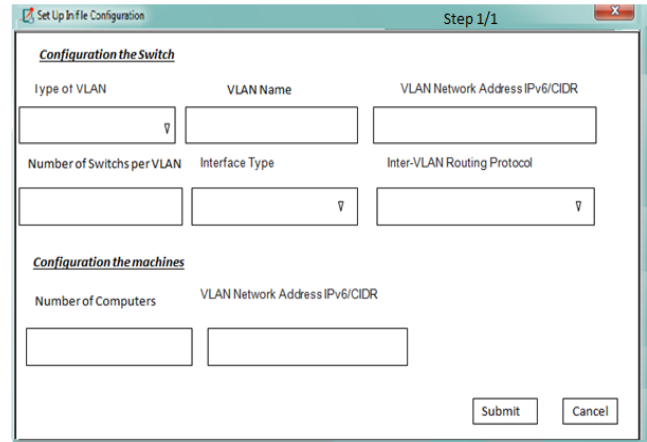 Set Up In file Configuration
Step 1/1
X
Configuration the Switch
Type of VLAN
VLAN Name
VLAN Network Address IPv6/CIDR
Number of Switchs per VLAN
Interface Type
Inter-VLAN Routing Protocol
Configuration the machines
Number of Computers
VLAN Network Address IPv6/CIDR
Submit
Cancel